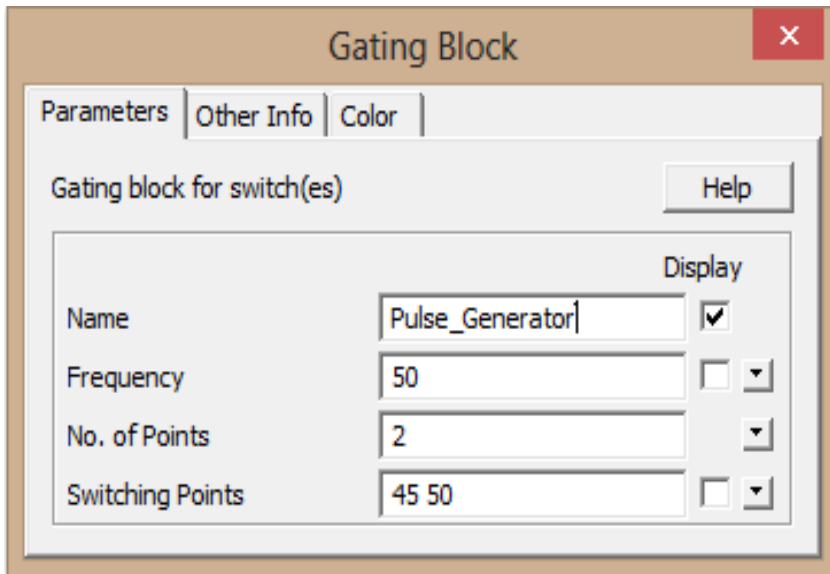 Gating Block
Parameters Other Info Color
Gating block for switch(es) Help
Display
Name Pulse_Generator
Frequency 50
No. of Points 2
Switching Points 45 50